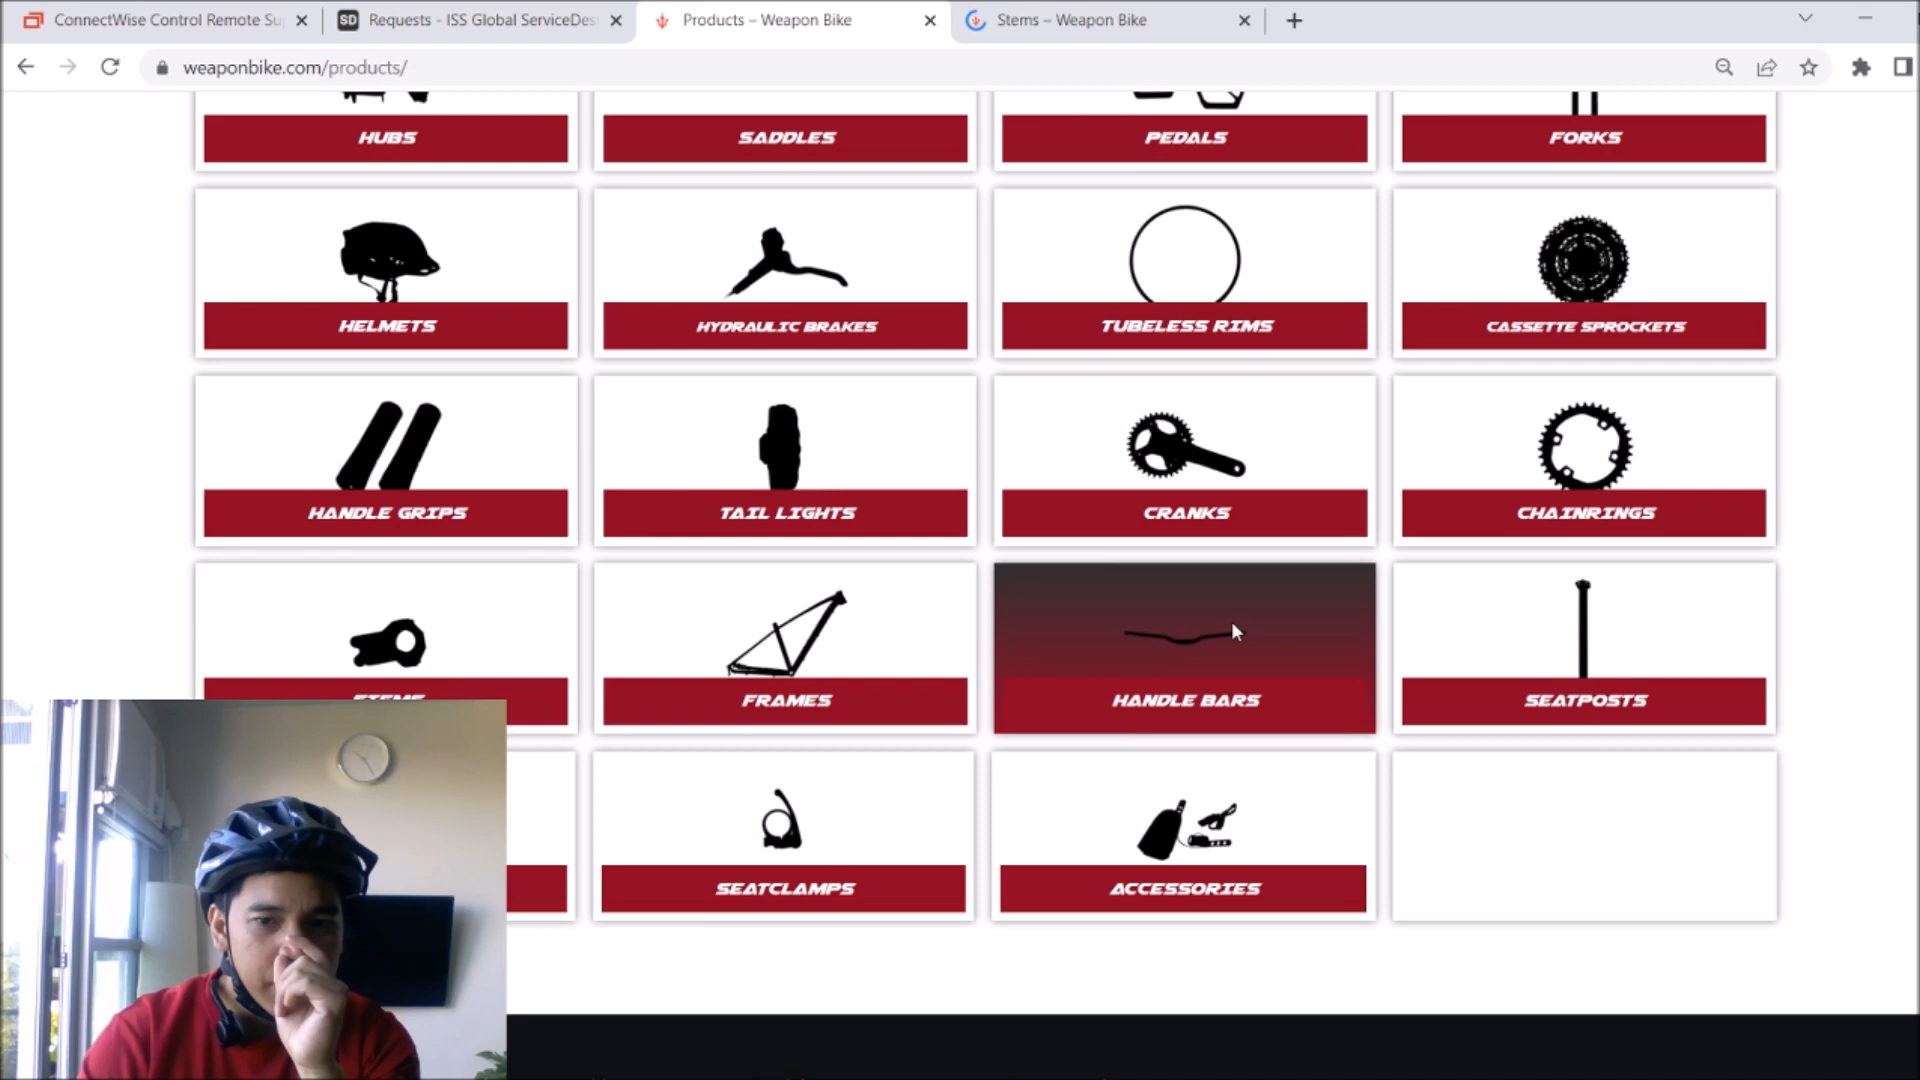 ConnectWise Control Remote Su
Requests - ISS Global ServiceDes
Products – Weapon Bike
Stems – Weapon Bike
weaponbike.com/products/
HUBS
SADDLES
PEDALS
FORKS
HELMETS
HYDRAULIC BRAKES
TUBELESS RIMS
CASSETTE SPROCKETS
HANDLE GRIPS
TAIL LIGHTS
CRANKS
CHAINRINGS
STEMS
FRAMES
HANDLE BARS
SEATPOSTS
SEATCLAMPS
ACCESSORIES
SD